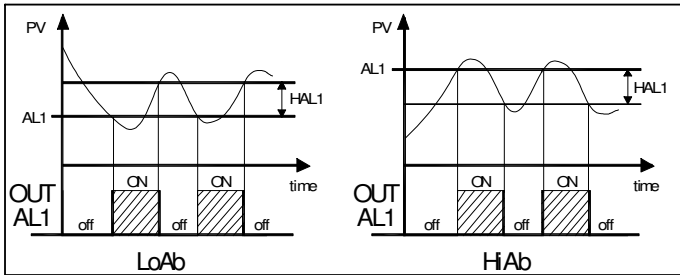 PV
HAL1
AL1
time
OUT
AL1
off
ON
off
ON
off
LoAb
PV
AL1
HAL1
time
OUT
AL1
off
ON
off
ON
off
HiAb